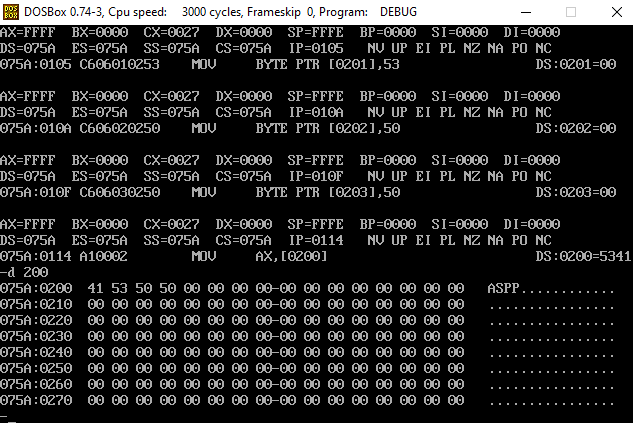 DOSBox 0.74-3, Cpu speed: 3000 cycles, Frameskip 0, Program: DEBUG
AX=FFFF BX=0000 CX=0027 DX=0000 SP=FFFE BP=0000 SI=0000 DI=0000
DS=075A ES=075A SS=075A CS=075A IP=0105 NV UP EI PL NZ NA PO NC
075A:0105 C606010253 MOV BYTE PTR [0201],53 DS:0201=00
AX=FFFF BX=0000 CX=0027 DX=0000 SP=FFFE BP=0000 SI=0000 DI=0000
DS=075A ES=075A SS=075A CS=075A IP=010A NV UP EI PL NZ NA PO NC
075A:010A C606020250 MOV BYTE PTR [0202],50 DS:0202=00
AX=FFFF BX=0000 CX=0027 DX=0000 SP=FFFE BP=0000 SI=0000 DI=0000
DS=075A ES=075A SS=075A CS=075A IP=010F NV UP EI PL NZ NA PO NC
075A:010F C606030250 MOV BYTE PTR [0203],50 DS:0203=00
AX=FFFF BX=0000 CX=0027 DX=0000 SP=FFFE BP=0000 SI=0000 DI=0000
DS=075A ES=075A SS=075A CS=075A IP=0114 NV UP EI PL NZ NA PO NC
075A:0114 A10002 MOV AX,[0200] DS:0200=5341
-d 200
075A:0200 41 53 50 50 00 00 00 00-00 00 00 00 00 00 00 00 ASPP............
075A:0210 00 00 00 00 00 00 00 00-00 00 00 00 00 00 00 00 ................
075A:0220 00 00 00 00 00 00 00 00-00 00 00 00 00 00 00 00 ................
075A:0230 00 00 00 00 00 00 00 00-00 00 00 00 00 00 00 00 ................
075A:0240 00 00 00 00 00 00 00 00-00 00 00 00 00 00 00 00 ................
075A:0250 00 00 00 00 00 00 00 00-00 00 00 00 00 00 00 00 ................
075A:0260 00 00 00 00 00 00 00 00-00 00 00 00 00 00 00 00 ................
075A:0270 00 00 00 00 00 00 00 00-00 00 00 00 00 00 00 00 ................
-_